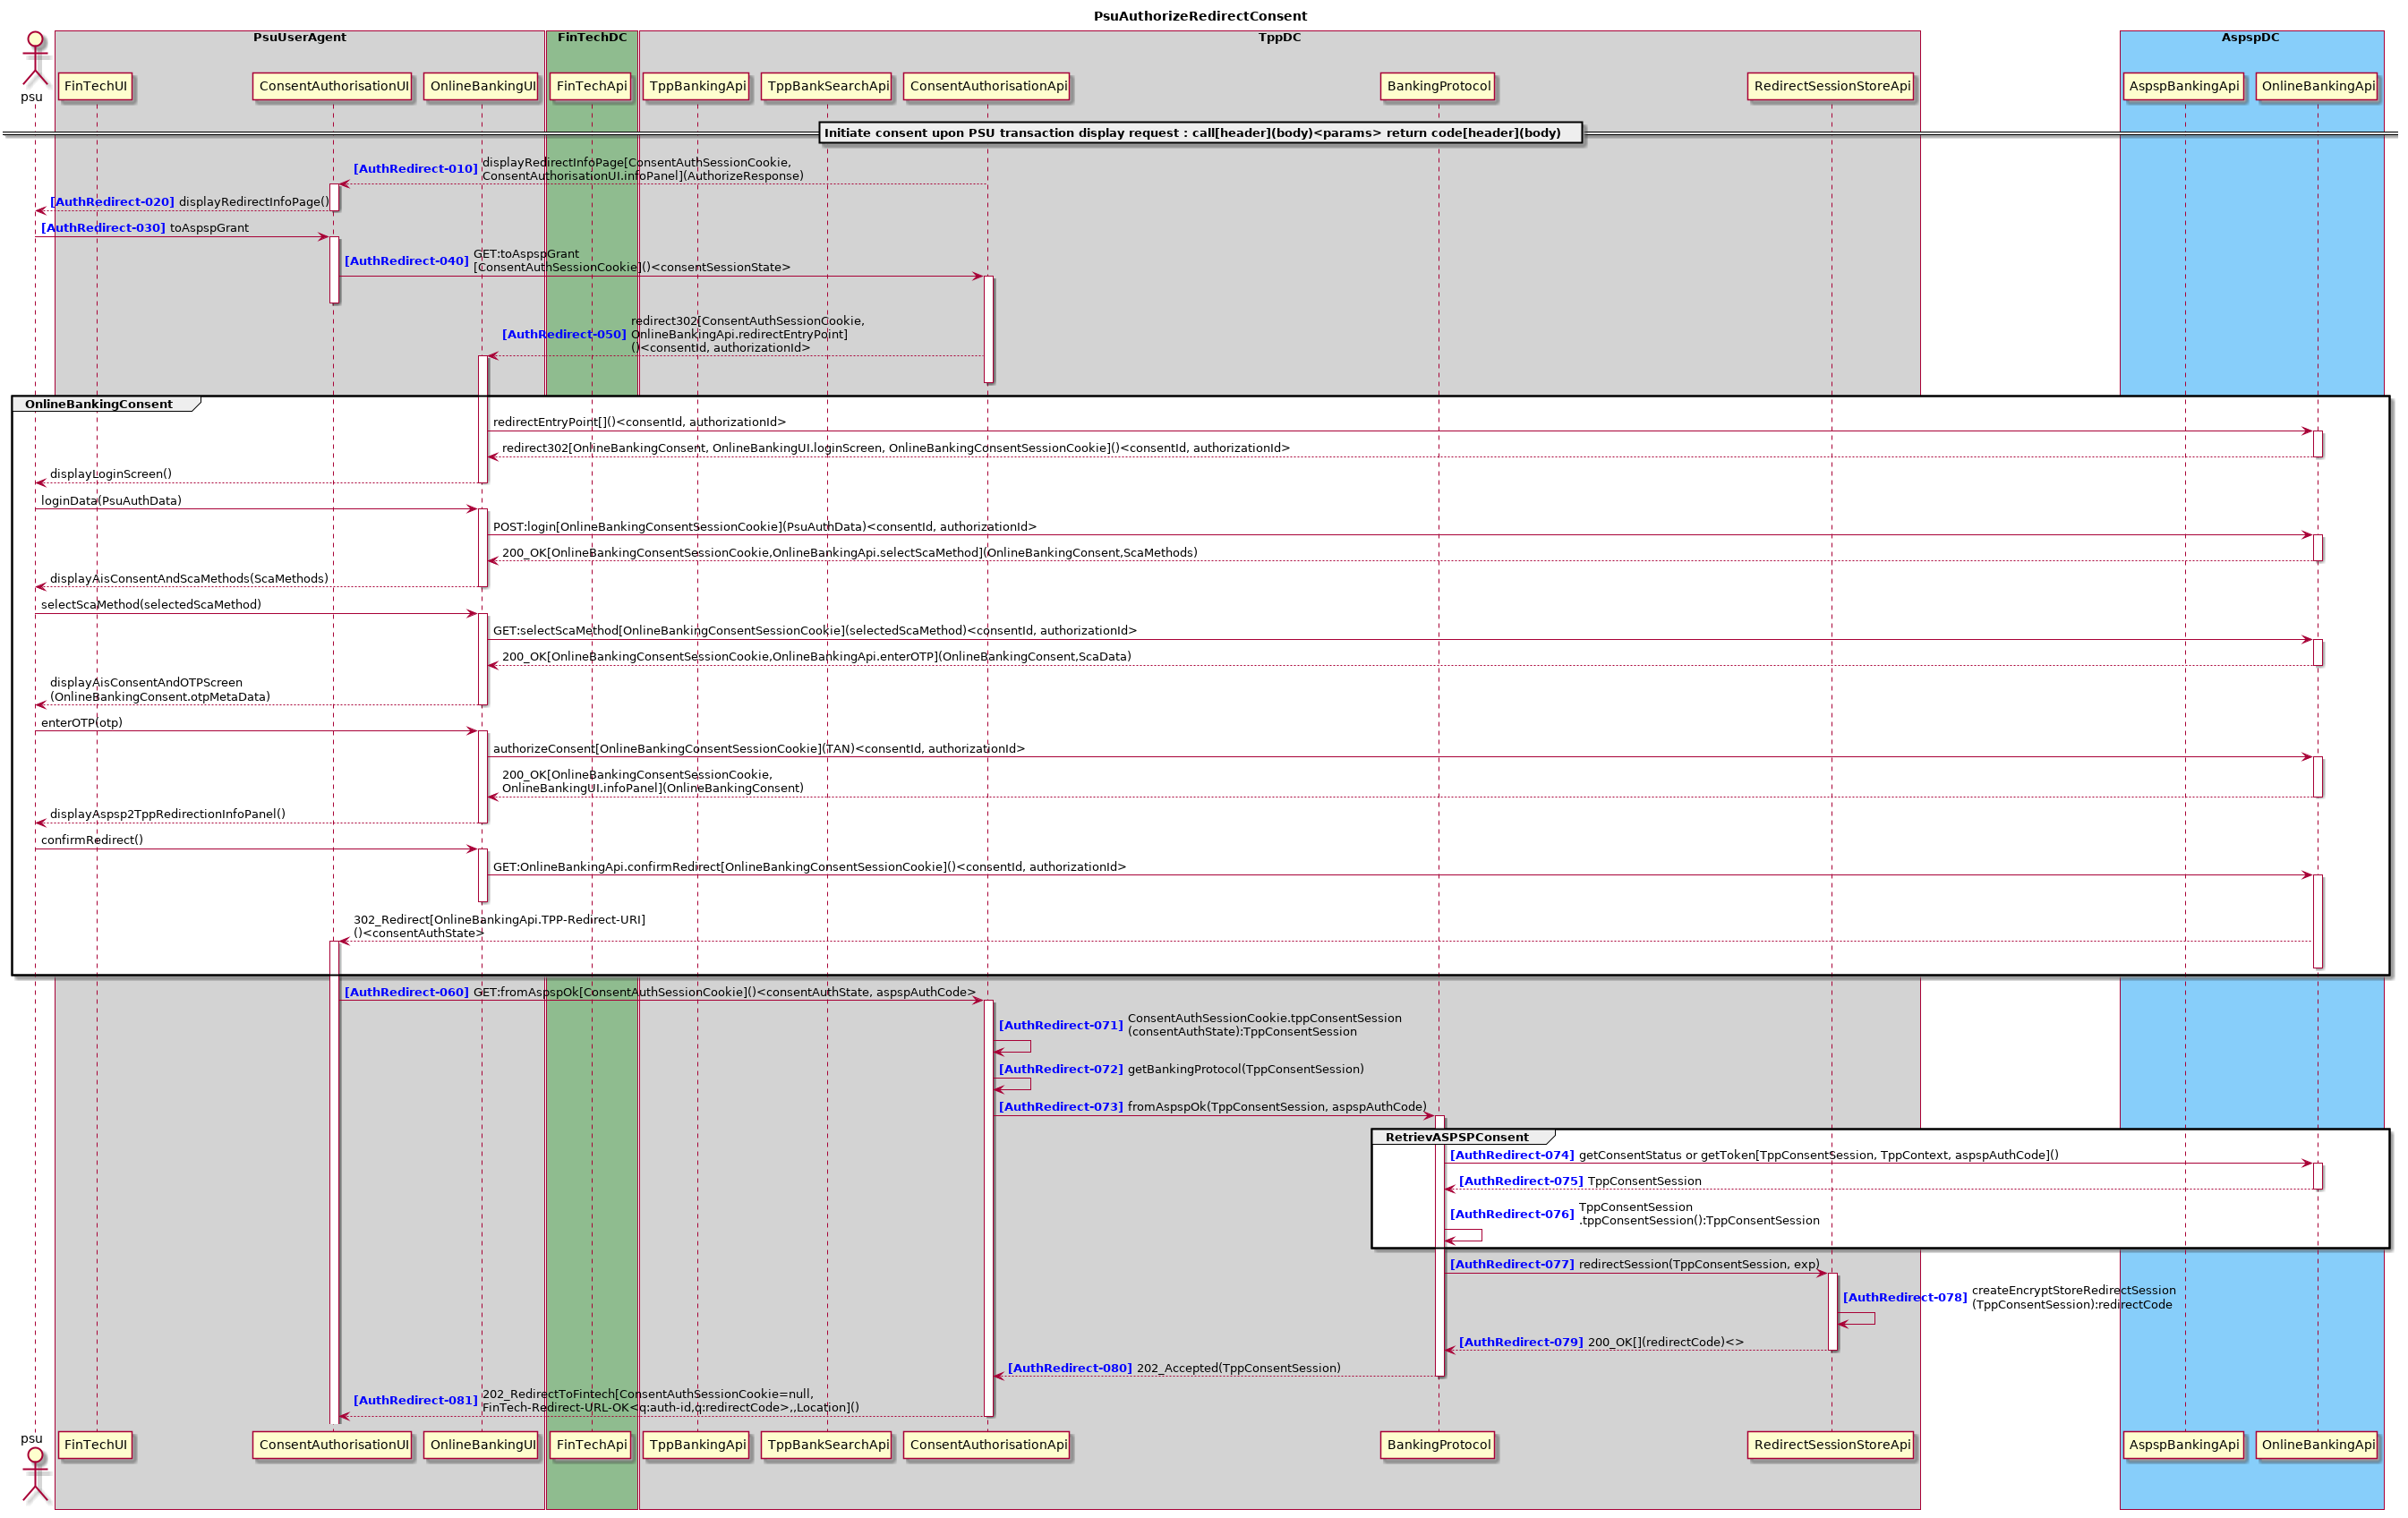 PsuAuthorizeRedirectConsent
PsuUserAgent
FinTechDC
TppDC
AspspDC
psu
FinTechUI
ConsentAuthorisationUI
OnlineBankingUI
FinTechApi
TppBankingApi
TppBankSearchApi
ConsentAuthorisationApi
BankingProtocol
RedirectSessionStoreApi
AspspBankingApi
OnlineBankingApi
Initiate consent upon PSU transaction display request : call[header](body)<params> return code[header](body)
[AuthRedirect-010] displayRedirectInfoPage[ConsentAuthSessionCookie,
ConsentAuthorisationUI.infoPanel](AuthorizeResponse)
[AuthRedirect-020] displayRedirectInfoPage()
[AuthRedirect-030] toAspspGrant
[AuthRedirect-040] GET:toAspspGrant
[ConsentAuthSessionCookie]()<consentSessionState>
[AuthRedirect-050] redirect302[ConsentAuthSessionCookie,
OnlineBankingApi.redirectEntryPoint]
()<consentId, authorizationId>
OnlineBankingConsent
redirectEntryPoint[]()<consentId, authorizationId>
redirect302[OnlineBankingConsent, OnlineBankingUI.loginScreen, OnlineBankingConsentSessionCookie]()<consentId, authorizationId>
displayLoginScreen()
loginData(PsuAuthData)
POST:login[OnlineBankingConsentSessionCookie](PsuAuthData)<consentId, authorizationId>
200_OK[OnlineBankingConsentSessionCookie,OnlineBankingApi.selectScaMethod](OnlineBankingConsent,ScaMethods)
displayAisConsentAndScaMethods(ScaMethods)
selectScaMethod(selectedScaMethod)
GET:selectScaMethod[OnlineBankingConsentSessionCookie](selectedScaMethod)<consentId, authorizationId>
200_OK[OnlineBankingConsentSessionCookie,OnlineBankingApi.enterOTP](OnlineBankingConsent,ScaData)
displayAisConsentAndOTPScreen
(OnlineBankingConsent.otpMetaData)
enterOTP(otp)
authorizeConsent[OnlineBankingConsentSessionCookie](TAN)<consentId, authorizationId>
200_OK[OnlineBankingConsentSessionCookie,
OnlineBankingUI.infoPanel](OnlineBankingConsent)
displayAspsp2TppRedirectionInfoPanel()
confirmRedirect()
GET:OnlineBankingApi.confirmRedirect[OnlineBankingConsentSessionCookie]()<consentId, authorizationId>
302_Redirect[OnlineBankingApi.TPP-Redirect-URI]
()<consentAuthState>
[AuthRedirect-060] GET:fromAspspOk[ConsentAuthSessionCookie]()<consentAuthState, aspspAuthCode>
[AuthRedirect-071] ConsentAuthSessionCookie.tppConsentSession
(consentAuthState):TppConsentSession
[AuthRedirect-072] getBankingProtocol(TppConsentSession)
[AuthRedirect-073] fromAspspOk(TppConsentSession, aspspAuthCode)
RetrievASPSPConsent
[AuthRedirect-074] getConsentStatus or getToken[TppConsentSession, TppContext, aspspAuthCode]()
[AuthRedirect-075] TppConsentSession
[AuthRedirect-076] TppConsentSession
.tppConsentSession():TppConsentSession
[AuthRedirect-077] redirectSession(TppConsentSession, exp)
[AuthRedirect-078] createEncryptStoreRedirectSession
(TppConsentSession):redirectCode
[AuthRedirect-079] 200_OK[](redirectCode)<>
[AuthRedirect-080] 202_Accepted(TppConsentSession)
[AuthRedirect-081] 202_RedirectToFintech[ConsentAuthSessionCookie=null,
FinTech-Redirect-URL-OK<q:auth-id,q:redirectCode>,,Location]()
psu
FinTechUI
ConsentAuthorisationUI
OnlineBankingUI
FinTechApi
TppBankingApi
TppBankSearchApi
ConsentAuthorisationApi
BankingProtocol
RedirectSessionStoreApi
AspspBankingApi
OnlineBankingApi